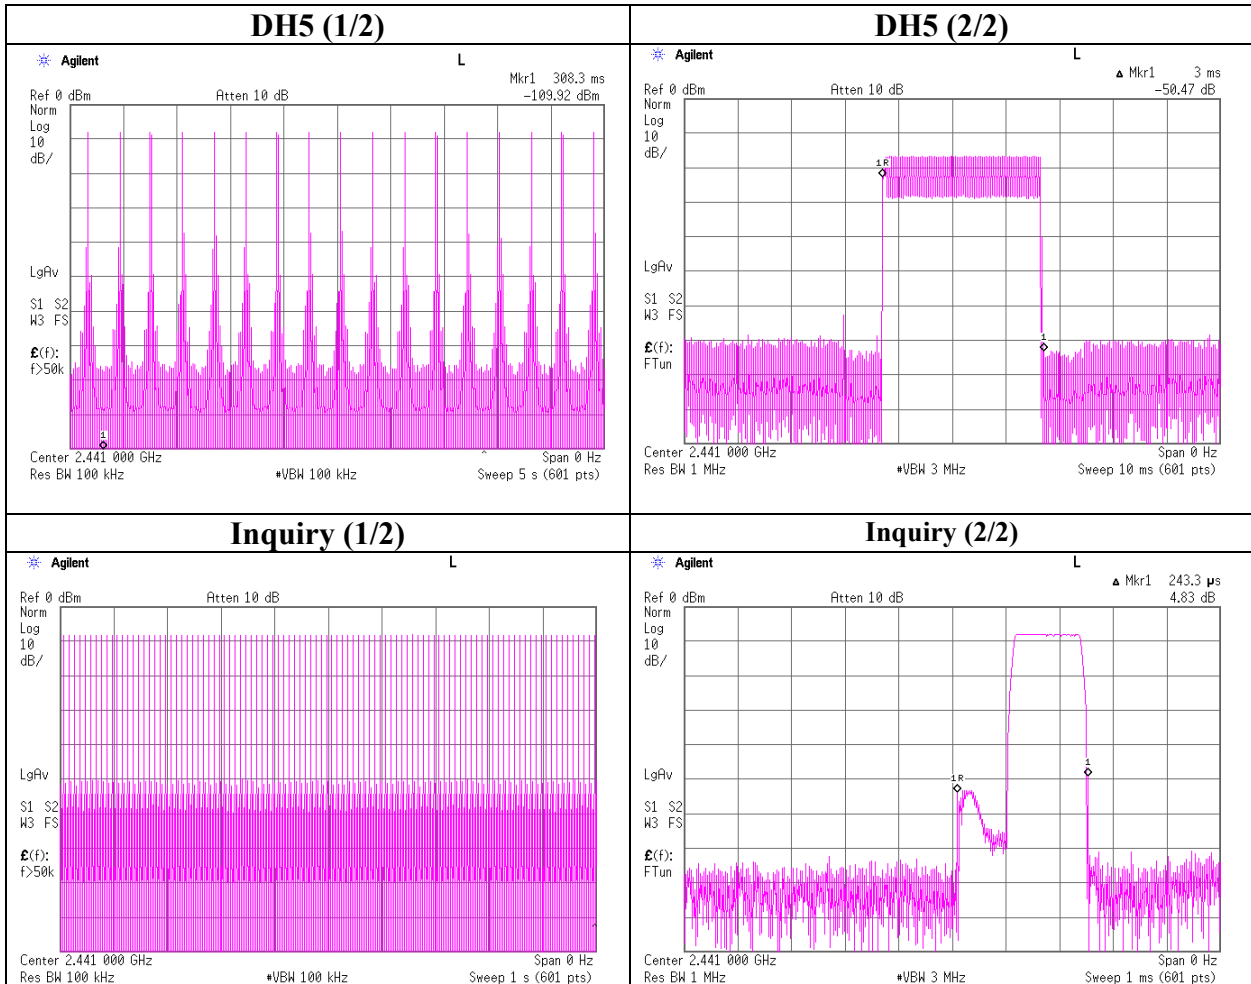 DH5 (1/2)
Agilent
L
Mkr1 308.3 ms
Ref 0 dBm
Atten 10 dB
-109.92 dBm
Norm
Log
10
dB/
LgAv
S1 S2
W3 FS
£(f):
f>50k
1
Center 2.441 000 GHz
Span 0 Hz
Res BW 100 kHz
#VBW 100 kHz
Sweep 5 s (601 pts)
DH5 (2/2)
Agilent
L
Δ Mkr1 3 ms
Ref 0 dBm
Atten 10 dB
-50.47 dB
Norm
Log
10
dB/
1R
LgAv
S1 S2
W3 FS
£(f):
FTun
1
Center 2.441 000 GHz
Span 0 Hz
Res BW 1 MHz
#VBW 3 MHz
Sweep 10 ms (601 pts)
Inquiry (1/2)
Agilent
L
Ref 0 dBm
Atten 10 dB
Norm
Log
10
dB/
LgAv
S1 S2
W3 FS
£(f):
f>50k
Center 2.441 000 GHz
Span 0 Hz
Res BW 100 kHz
#VBW 100 kHz
Sweep 1 s (601 pts)
Inquiry (2/2)
Agilent
L
Δ Mkr1 243.3 µs
Ref 0 dBm
Atten 10 dB
4.83 dB
Norm
Log
10
dB/
LgAv
1R
1
S1 S2
W3 FS
£(f):
FTun
Center 2.441 000 GHz
Span 0 Hz
Res BW 1 MHz
#VBW 3 MHz
Sweep 1 ms (601 pts)